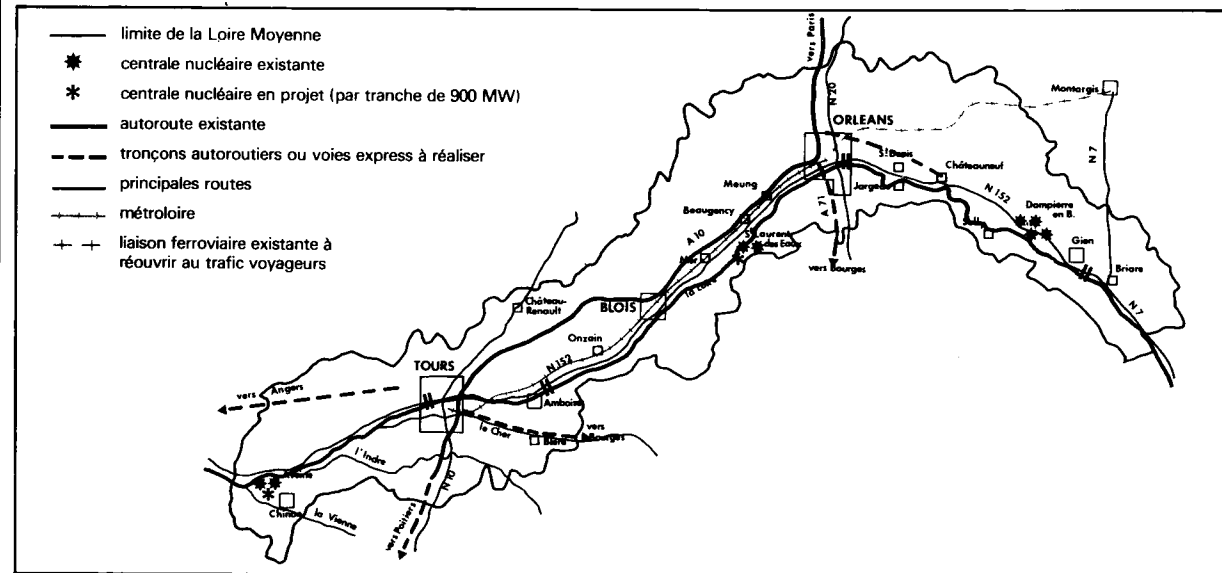 limite de la Loire Moyenne
centrale nucléaire existante
centrale nucléaire en projet (par tranche de 900 MW)
autoroute existante
tronçons autoroutiers ou voies express à réaliser
principales routes
métroloire
liaison ferroviaire existante à
réouvrir au trafic voyageurs
vers Paris
N 20
ORLEANS
Montargis
N 7
St Denis
Châteauneuf
Jargeau
N 152
Dampierre
en B.
Sully
Gien
Briare
N 7
Meung
Beaugency
A 10
A 71
vers Bourges
St Laurent
des Eaux
Mer
la Loire
BLOIS
Château-
Renault
Onzain
N 152
TOURS
Amboise
vers Angers
le Cher
Bléré
vers
Bourges
l'Indre
N 10
vers Poitiers
Chinon
la Vienne